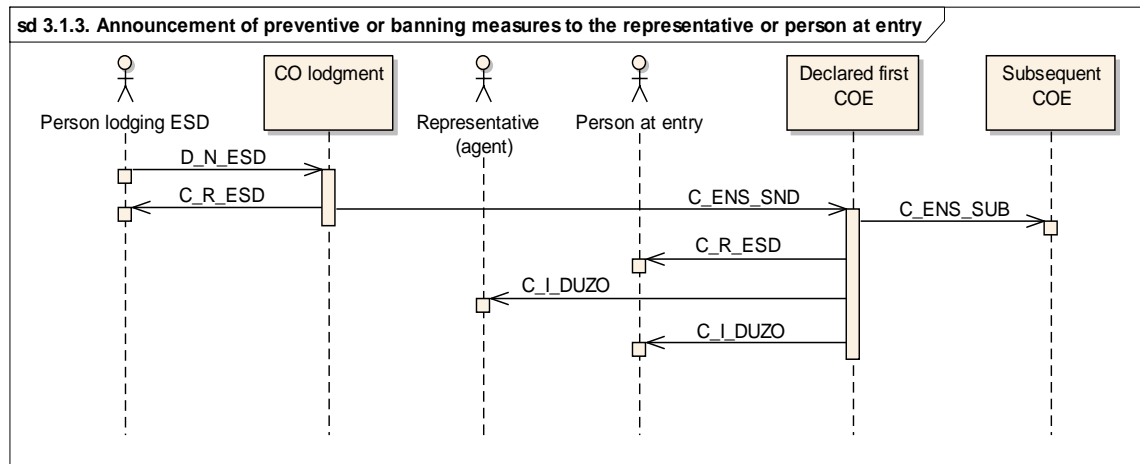 sd 3.1.3. Announcement of preventive or banning measures to the representative or person at entry
Person lodging ESD
CO lodgment
Representative
(agent)
Person at entry
Declared first
COE
Subsequent
COE
D_N_ESD
C_R_ESD
C_ENS_SND
C_ENS_SUB
C_R_ESD
C_I_DUZO
C_I_DUZO